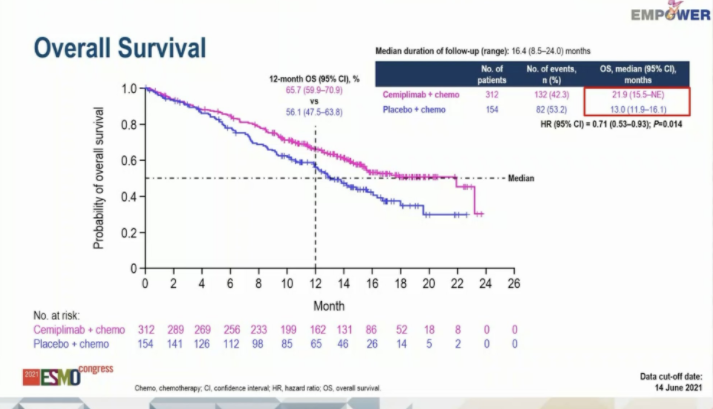 EMPOWER
Overall Survival
Median duration of follow-up (range): 16.4 (8.5–24.0) months
No. of patients No. of events, n (%) OS, median (95% CI), months
Cemiplimab + chemo 312 132 (42.3) 21.9 (15.5–NE)
Placebo + chemo 154 82 (53.2) 13.0 (11.9–16.1)
HR (95% CI) = 0.71 (0.53–0.93); P=0.014
12-month OS (95% CI), %
65.7 (59.9–70.9)
vs
56.1 (47.5–63.8)
Probability of overall survival
1.0
0.8
0.6
0.4
0.2
0
Median
0 2 4 6 8 10 12 14 16 18 20 22 24 26
Month
No. at risk:
Cemiplimab + chemo 312 289 269 256 233 199 162 131 86 52 18 8 0 0
Placebo + chemo 154 141 126 112 98 85 65 46 26 14 5 2 0 0
2021 ESMO congress
Chemo, chemotherapy; CI, confidence interval; HR, hazard ratio; OS, overall survival.
Data cut-off date:
14 June 2021